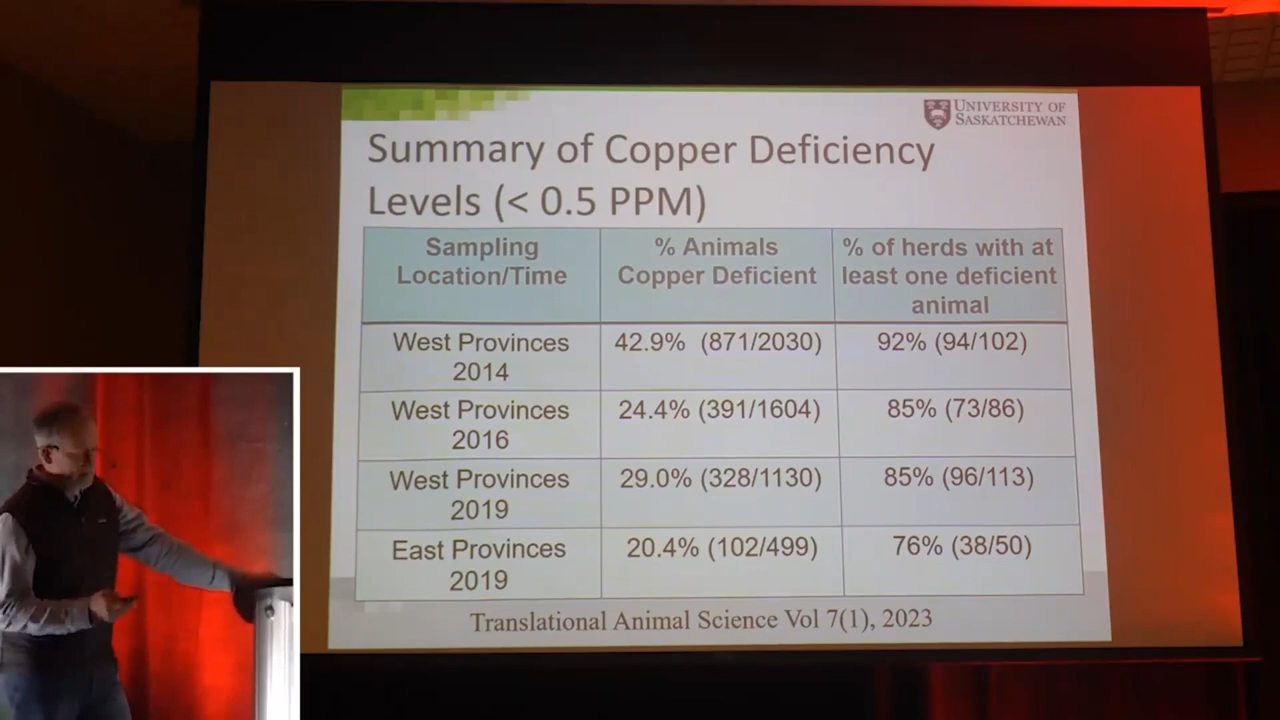 UNIVERSITY OF
SASKATCHEWAN
Summary of Copper Deficiency
Levels (< 0.5 PPM)
Sampling
Location/Time
% Animals
Copper Deficient
% of herds with at
least one deficient
animal
West Provinces
2014
42.9% (871/2030)
92% (94/102)
West Provinces
2016
24.4% (391/1604)
85% (73/86)
West Provinces
2019
29.0% (328/1130)
85% (96/113)
East Provinces
2019
20.4% (102/499)
76% (38/50)
Translational Animal Science Vol 7(1), 2023